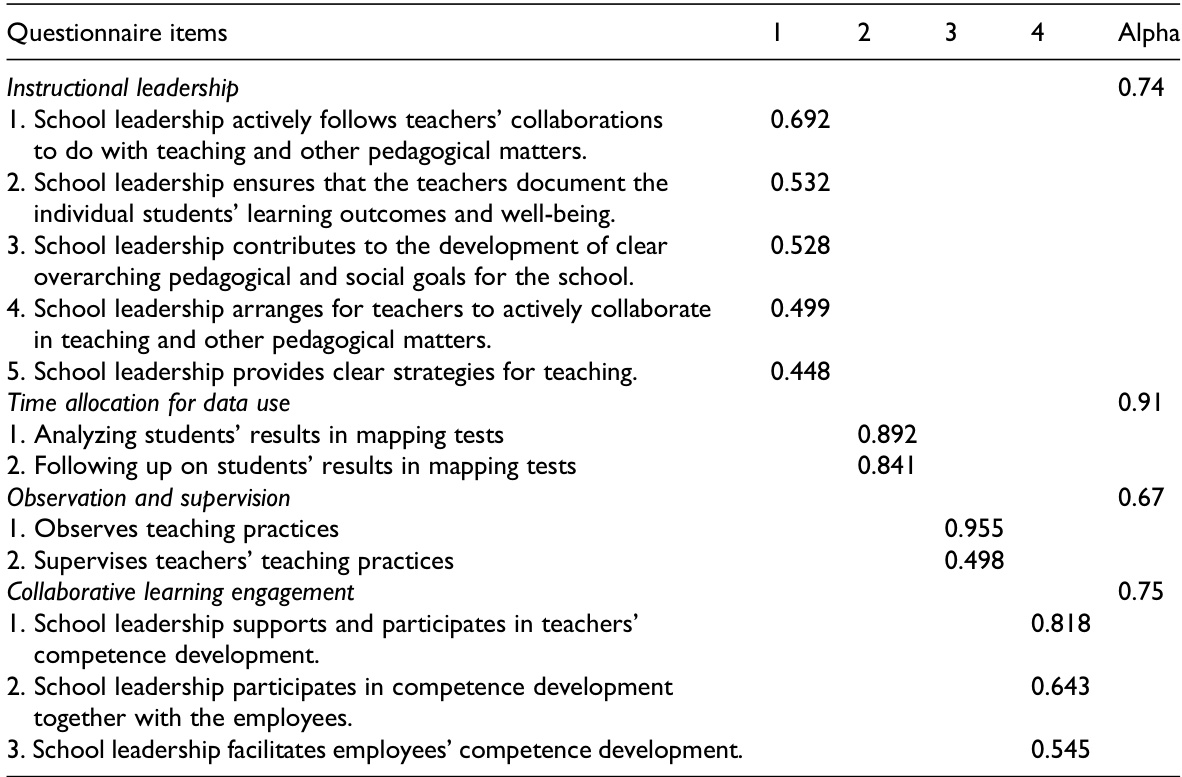 Questionnaire items 1 2 3 4 Alpha
Instructional leadership 0.74
1. School leadership actively follows teachers’ collaborations 0.692
to do with teaching and other pedagogical matters.
2. School leadership ensures that the teachers document the 0.532
individual students’ learning outcomes and well-being.
3. School leadership contributes to the development of clear 0.528
overarching pedagogical and social goals for the school.
4. School leadership arranges for teachers to actively collaborate 0.499
in teaching and other pedagogical matters.
5. School leadership provides clear strategies for teaching. 0.448
Time allocation for data use 0.91
1. Analyzing students’ results in mapping tests 0.892
2. Following up on students’ results in mapping tests 0.841
Observation and supervision 0.67
1. Observes teaching practices 0.955
2. Supervises teachers’ teaching practices 0.498
Collaborative learning engagement 0.75
1. School leadership supports and participates in teachers’ 0.818
competence development.
2. School leadership participates in competence development 0.643
together with the employees.
3. School leadership facilitates employees’ competence development. 0.545